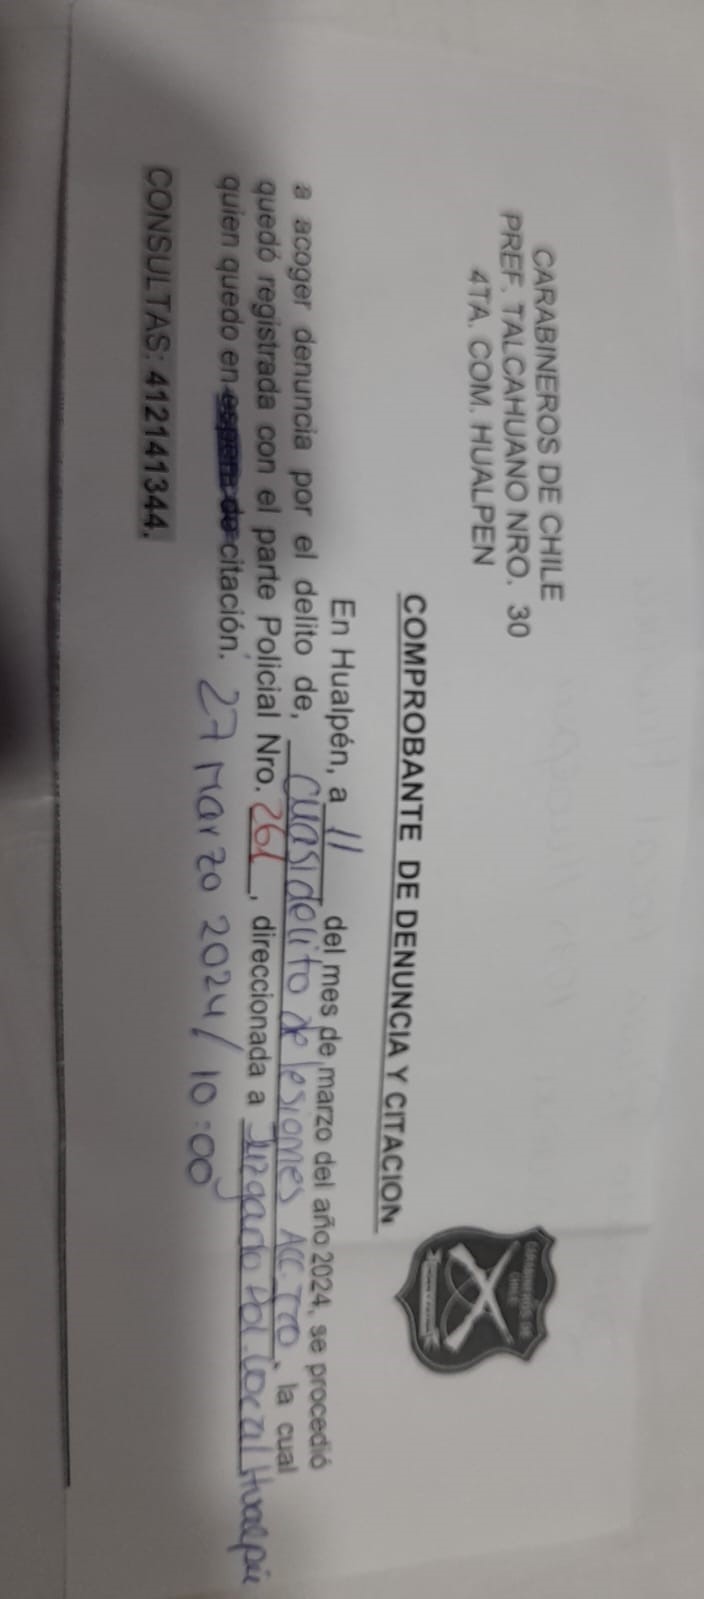 CARABINEROS DE CHILE
PREF. TALCAHUANO NRO. 30
4TA. COM. HUALPEN
CARABINEROS DE CHILE
COMPROBANTE DE DENUNCIA Y CITACION
En Hualpén, a 11 del mes de marzo del año 2024, se procedió
a acoger denuncia por el delito de, cuasidelito de lesiones Acc. Tto, la cual
quedó registrada con el parte Policial Nro. 261, direccionada a Juzgado Pol. Local Hualpén
quien quedo en espera de citación. 27 Marzo 2024 / 10:00
CONSULTAS: 412141344.